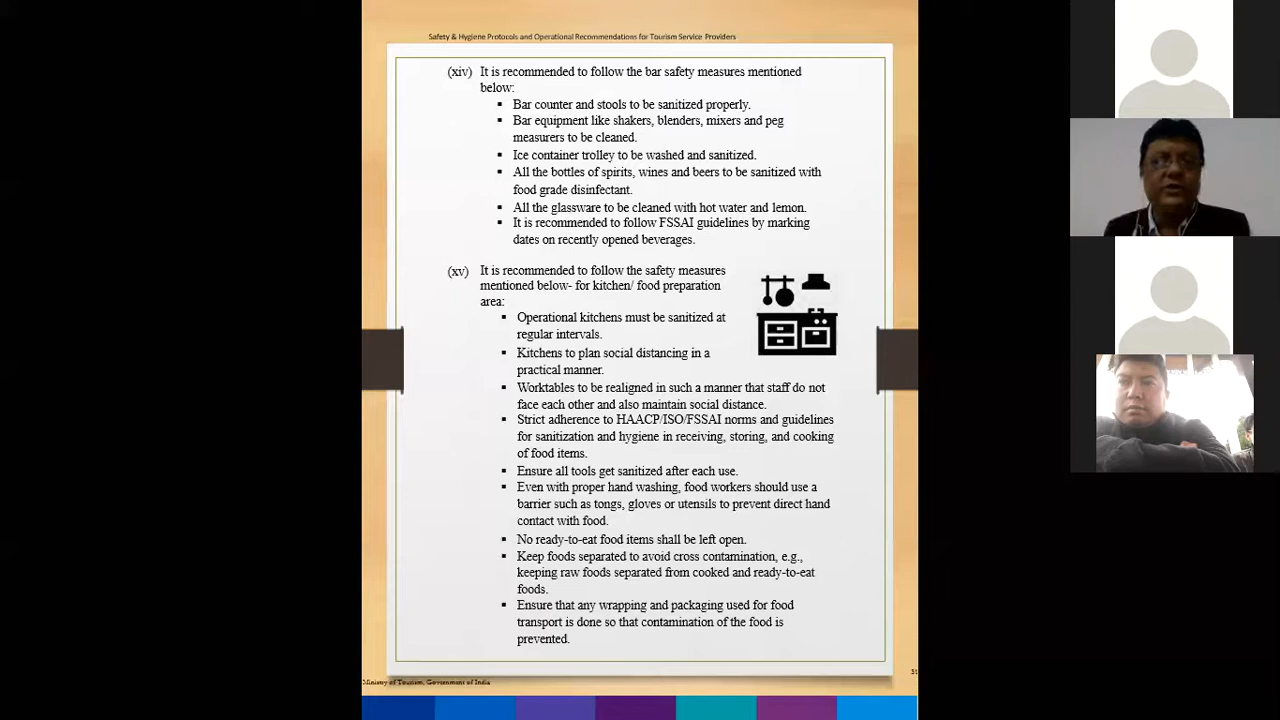 Safety & Hygiene Protocols and Operational Recommendations for Tourism Service Providers
(xiv) It is recommended to follow the bar safety measures mentioned
below:
▪ Bar counter and stools to be sanitized properly.
▪ Bar equipment like shakers, blenders, mixers and peg
measurers to be cleaned.
▪ Ice container trolley to be washed and sanitized.
▪ All the bottles of spirits, wines and beers to be sanitized with
food grade disinfectant.
▪ All the glassware to be cleaned with hot water and lemon.
▪ It is recommended to follow FSSAI guidelines by marking
dates on recently opened beverages.
(xv) It is recommended to follow the safety measures
mentioned below- for kitchen/ food preparation
area:
▪ Operational kitchens must be sanitized at
regular intervals.
▪ Kitchens to plan social distancing in a
practical manner.
▪ Worktables to be realigned in such a manner that staff do not
face each other and also maintain social distance.
▪ Strict adherence to HAACP/ISO/FSSAI norms and guidelines
for sanitization and hygiene in receiving, storing, and cooking
of food items.
▪ Ensure all tools get sanitized after each use.
▪ Even with proper hand washing, food workers should use a
barrier such as tongs, gloves or utensils to prevent direct hand
contact with food.
▪ No ready-to-eat food items shall be left open.
▪ Keep foods separated to avoid cross contamination, e.g.,
keeping raw foods separated from cooked and ready-to-eat
foods.
▪ Ensure that any wrapping and packaging used for food
transport is done so that contamination of the food is
prevented.
31
Ministry of Tourism, Government of India